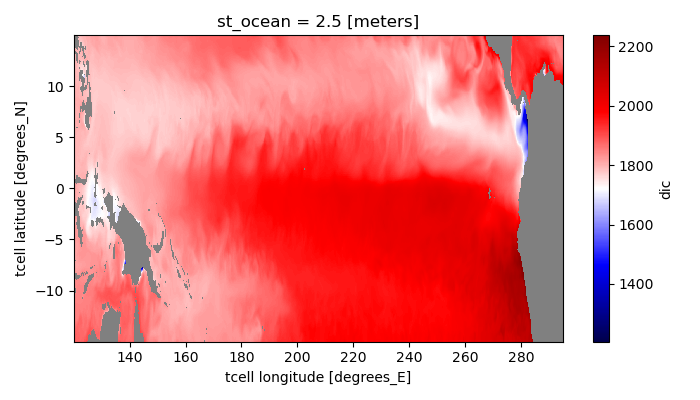 st_ocean = 2.5 [meters]
10
5
0
−5
−10
tcell latitude [degrees_N]
140 160 180 200 220 240 260 280
tcell longitude [degrees_E]
2200
2000
1800
1600
1400
dic